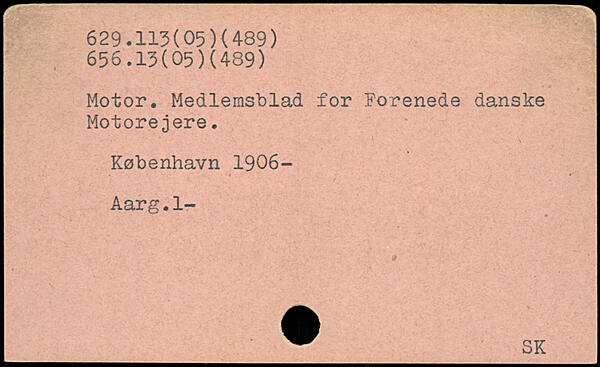 629.113(05)(489)
656.13(05)(489)
Motor. Medlemsblad for Forenede danske
Motorejere.
København 1906-
Aarg.1-
SK